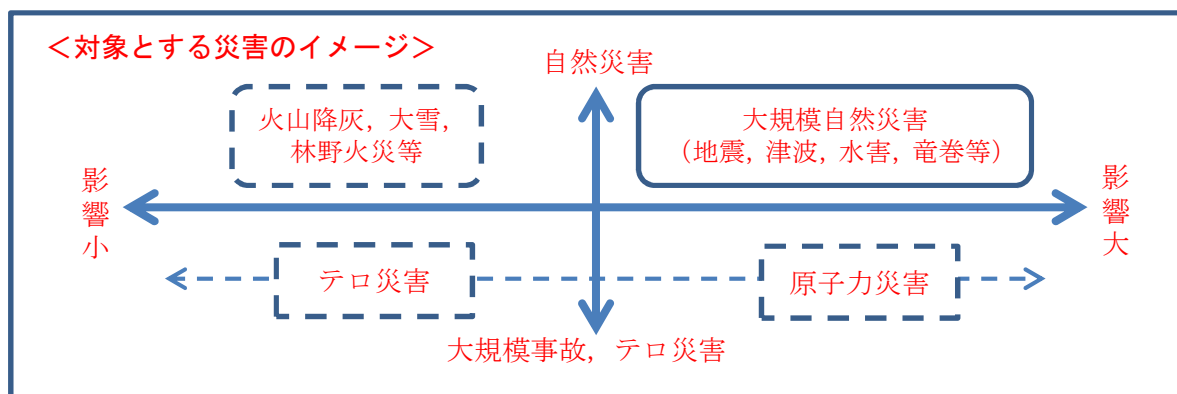 <対象とする災害のイメージ>
自然災害
火山降灰, 大雪,
林野火災等
大規模自然災害
(地震, 津波, 水害, 竜巻等)
影響小
影響大
テロ災害
原子力災害
大規模事故, テロ災害